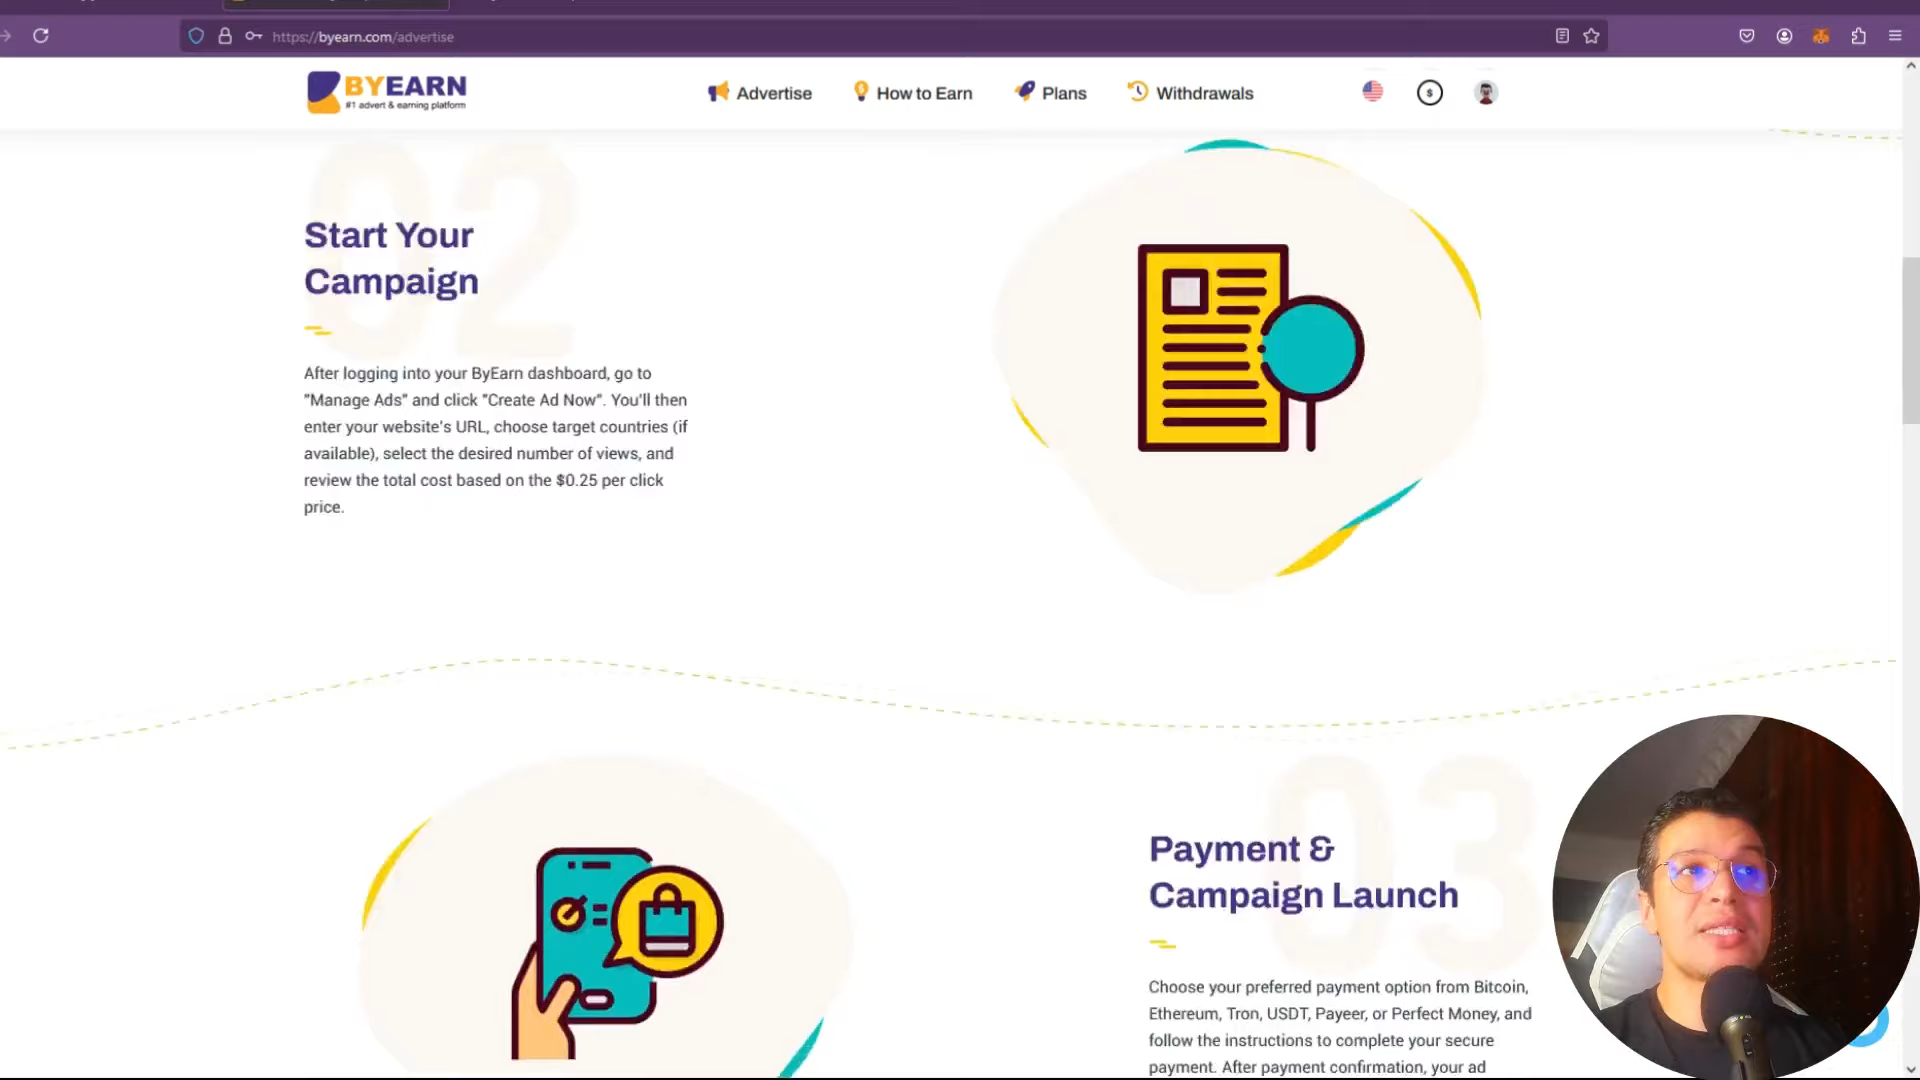 https://byearn.com/advertise
BYEARN
#1 advert & earning platform
Advertise
How to Earn
Plans
Withdrawals
$
02
Start Your
Campaign
After logging into your ByEarn dashboard, go to
"Manage Ads" and click "Create Ad Now". You'll then
enter your website's URL, choose target countries (if
available), select the desired number of views, and
review the total cost based on the $0.25 per click
price.
03
Payment &
Campaign Launch
Choose your preferred payment option from Bitcoin,
Ethereum, Tron, USDT, Payeer, or Perfect Money, and
follow the instructions to complete your secure
payment. After payment confirmation, your ad